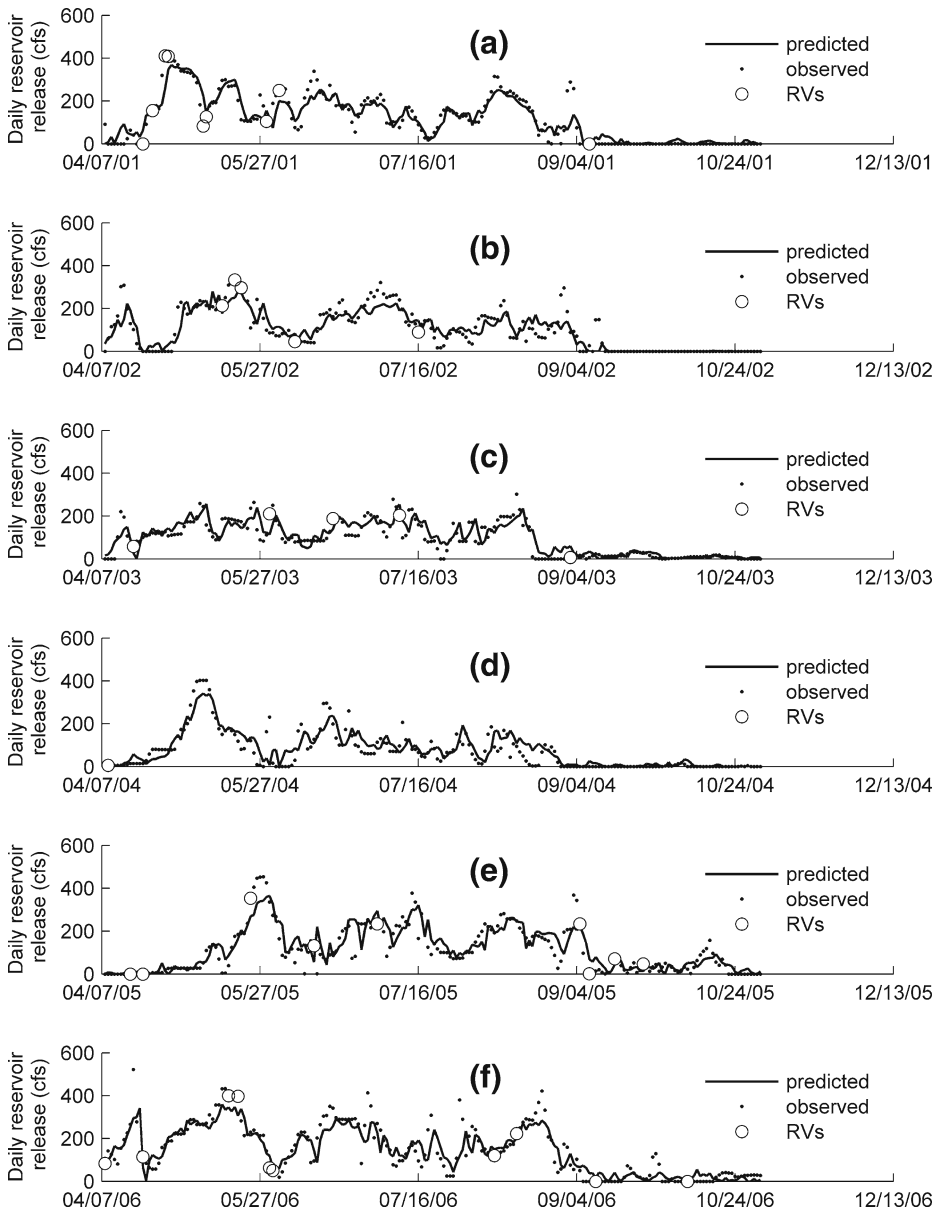 Daily reservoir
release (cfs)
600
400
200
0
(a)
predicted
observed
RVs
04/07/01 05/27/01 07/16/01 09/04/01 10/24/01 12/13/01
Daily reservoir
release (cfs)
600
400
200
0
(b)
predicted
observed
RVs
04/07/02 05/27/02 07/16/02 09/04/02 10/24/02 12/13/02
Daily reservoir
release (cfs)
600
400
200
0
(c)
predicted
observed
RVs
04/07/03 05/27/03 07/16/03 09/04/03 10/24/03 12/13/03
Daily reservoir
release (cfs)
600
400
200
0
(d)
predicted
observed
RVs
04/07/04 05/27/04 07/16/04 09/04/04 10/24/04 12/13/04
Daily reservoir
release (cfs)
600
400
200
0
(e)
predicted
observed
RVs
04/07/05 05/27/05 07/16/05 09/04/05 10/24/05 12/13/05
Daily reservoir
release (cfs)
600
400
200
0
(f)
predicted
observed
RVs
04/07/06 05/27/06 07/16/06 09/04/06 10/24/06 12/13/06